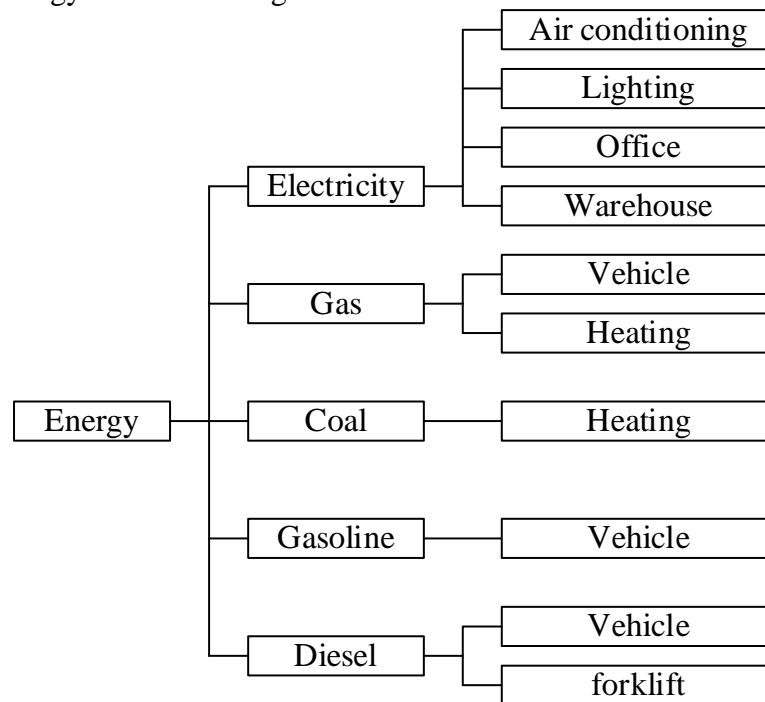 Air conditioning
Lighting
Office
Warehouse
Electricity
Vehicle
Heating
Gas
Energy
Coal
Heating
Gasoline
Vehicle
Diesel
Vehicle
forklift